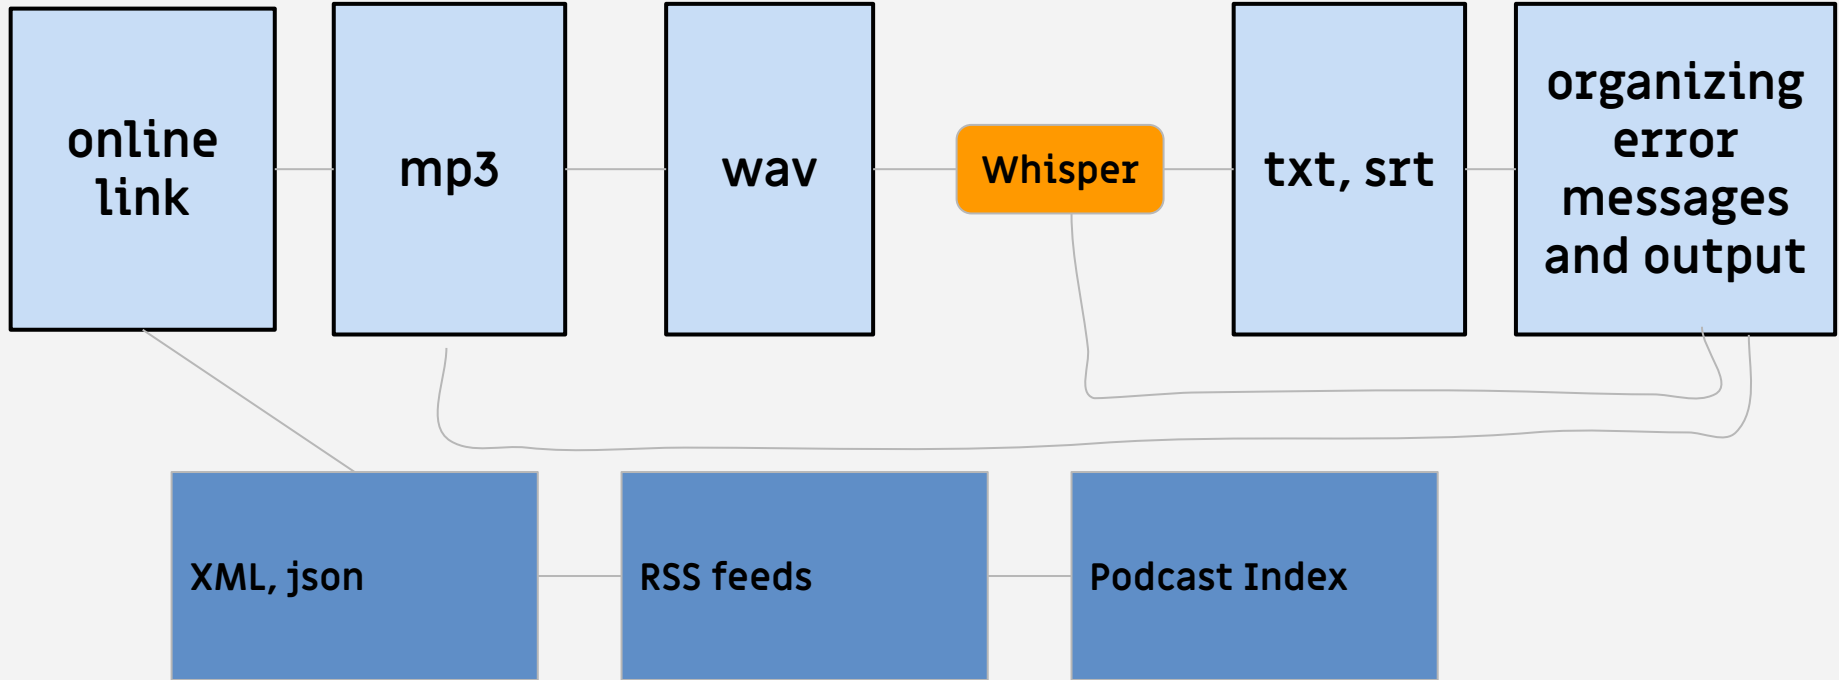 online
link
mp3
wav
Whisper
txt, srt
organizing
error
messages
and output
XML, json
RSS feeds
Podcast Index